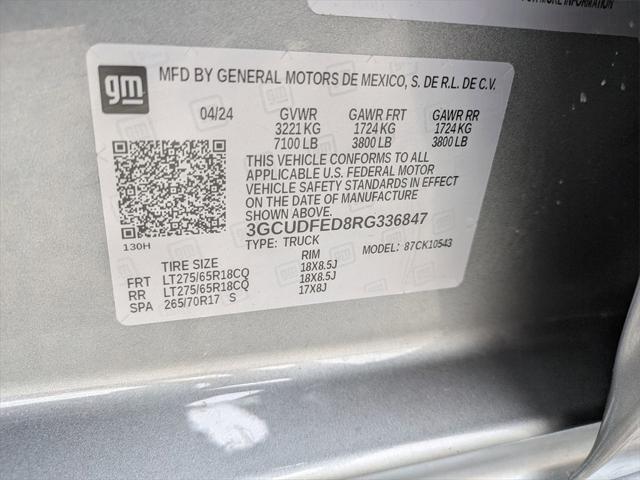 FOR MORE INFORMATION
gm
MFD BY GENERAL MOTORS DE MEXICO, S. DE R.L. DE C.V.
04/24 GVWR GAWR FRT GAWR RR
3221 KG 1724 KG 1724 KG
7100 LB 3800 LB 3800 LB
THIS VEHICLE CONFORMS TO ALL
APPLICABLE U.S. FEDERAL MOTOR
VEHICLE SAFETY STANDARDS IN EFFECT
ON THE DATE OF MANUFACTURE
SHOWN ABOVE.
3GCUDFED8RG336847
130H
TYPE: TRUCK MODEL: 87CK10543
TIRE SIZE RIM
FRT LT275/65R18CQ 18X8.5J
RR LT275/65R18CQ 18X8.5J
SPA 265/70R17 S 17X8J